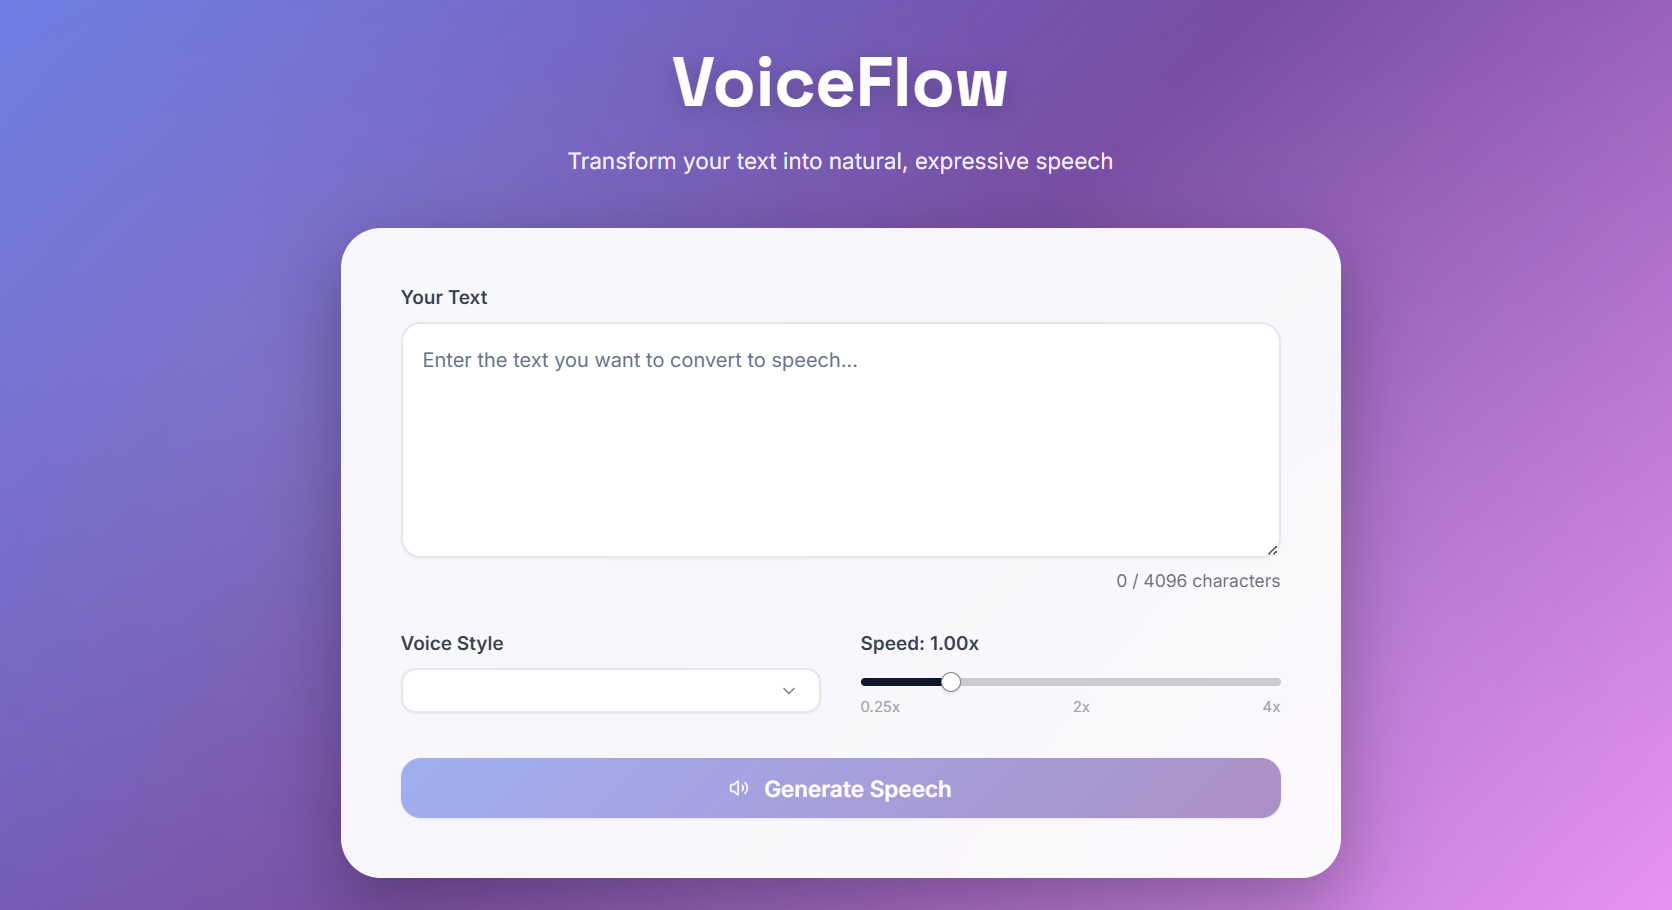 VoiceFlow
Transform your text into natural, expressive speech
Your Text
Enter the text you want to convert to speech...
0 / 4096 characters
Voice Style
Speed: 1.00x
0.25x 2x 4x
Generate Speech